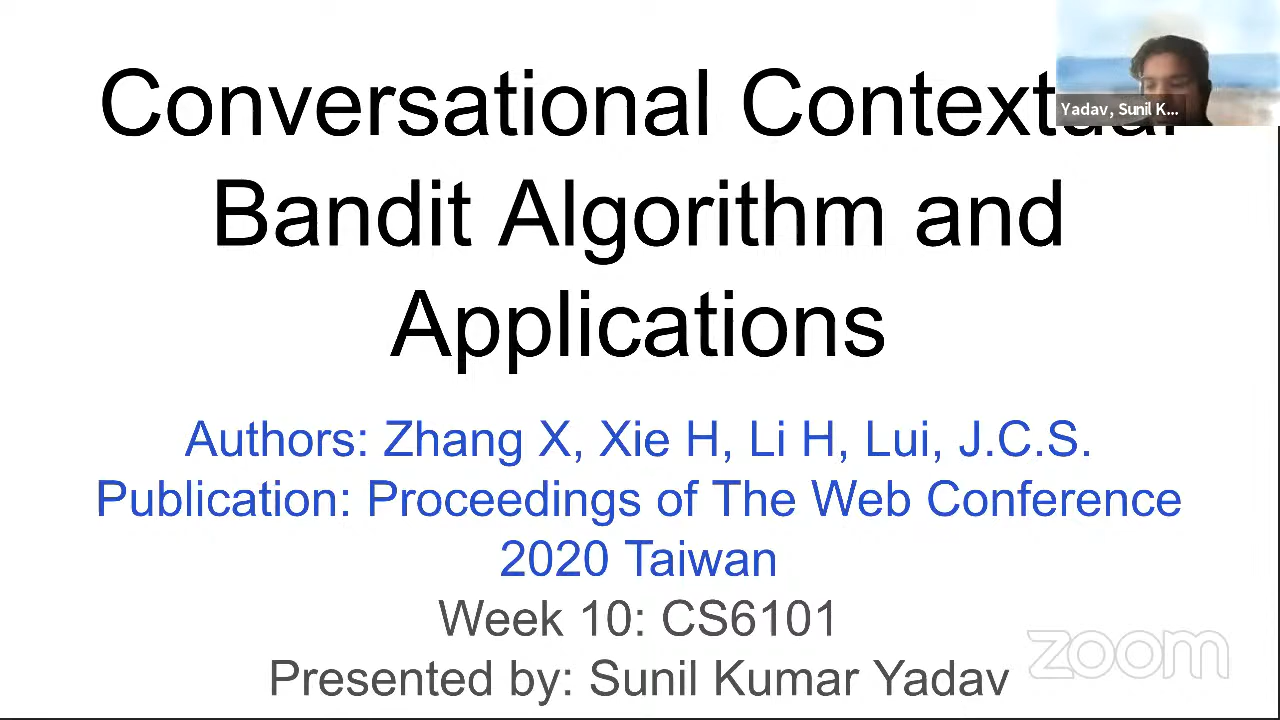 Conversational Contextual
Yadav, Sunil K...
Bandit Algorithm and
Applications
Authors: Zhang X, Xie H, Li H, Lui, J.C.S.
Publication: Proceedings of The Web Conference
2020 Taiwan
Week 10: CS6101
Presented by: Sunil Kumar Yadav
zoom